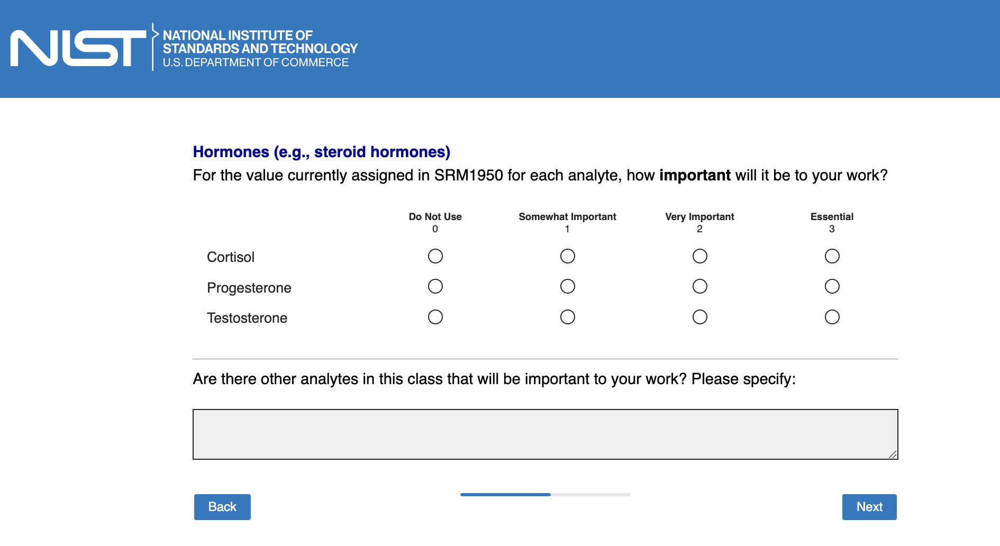 NIST
NATIONAL INSTITUTE OF
STANDARDS AND TECHNOLOGY
U.S. DEPARTMENT OF COMMERCE
Hormones (e.g., steroid hormones)
For the value currently assigned in SRM1950 for each analyte, how important will it be to your work?
Do Not Use Somewhat Important Very Important Essential
0 1 2 3
Cortisol
Progesterone
Testosterone
Are there other analytes in this class that will be important to your work? Please specify:
Back Next